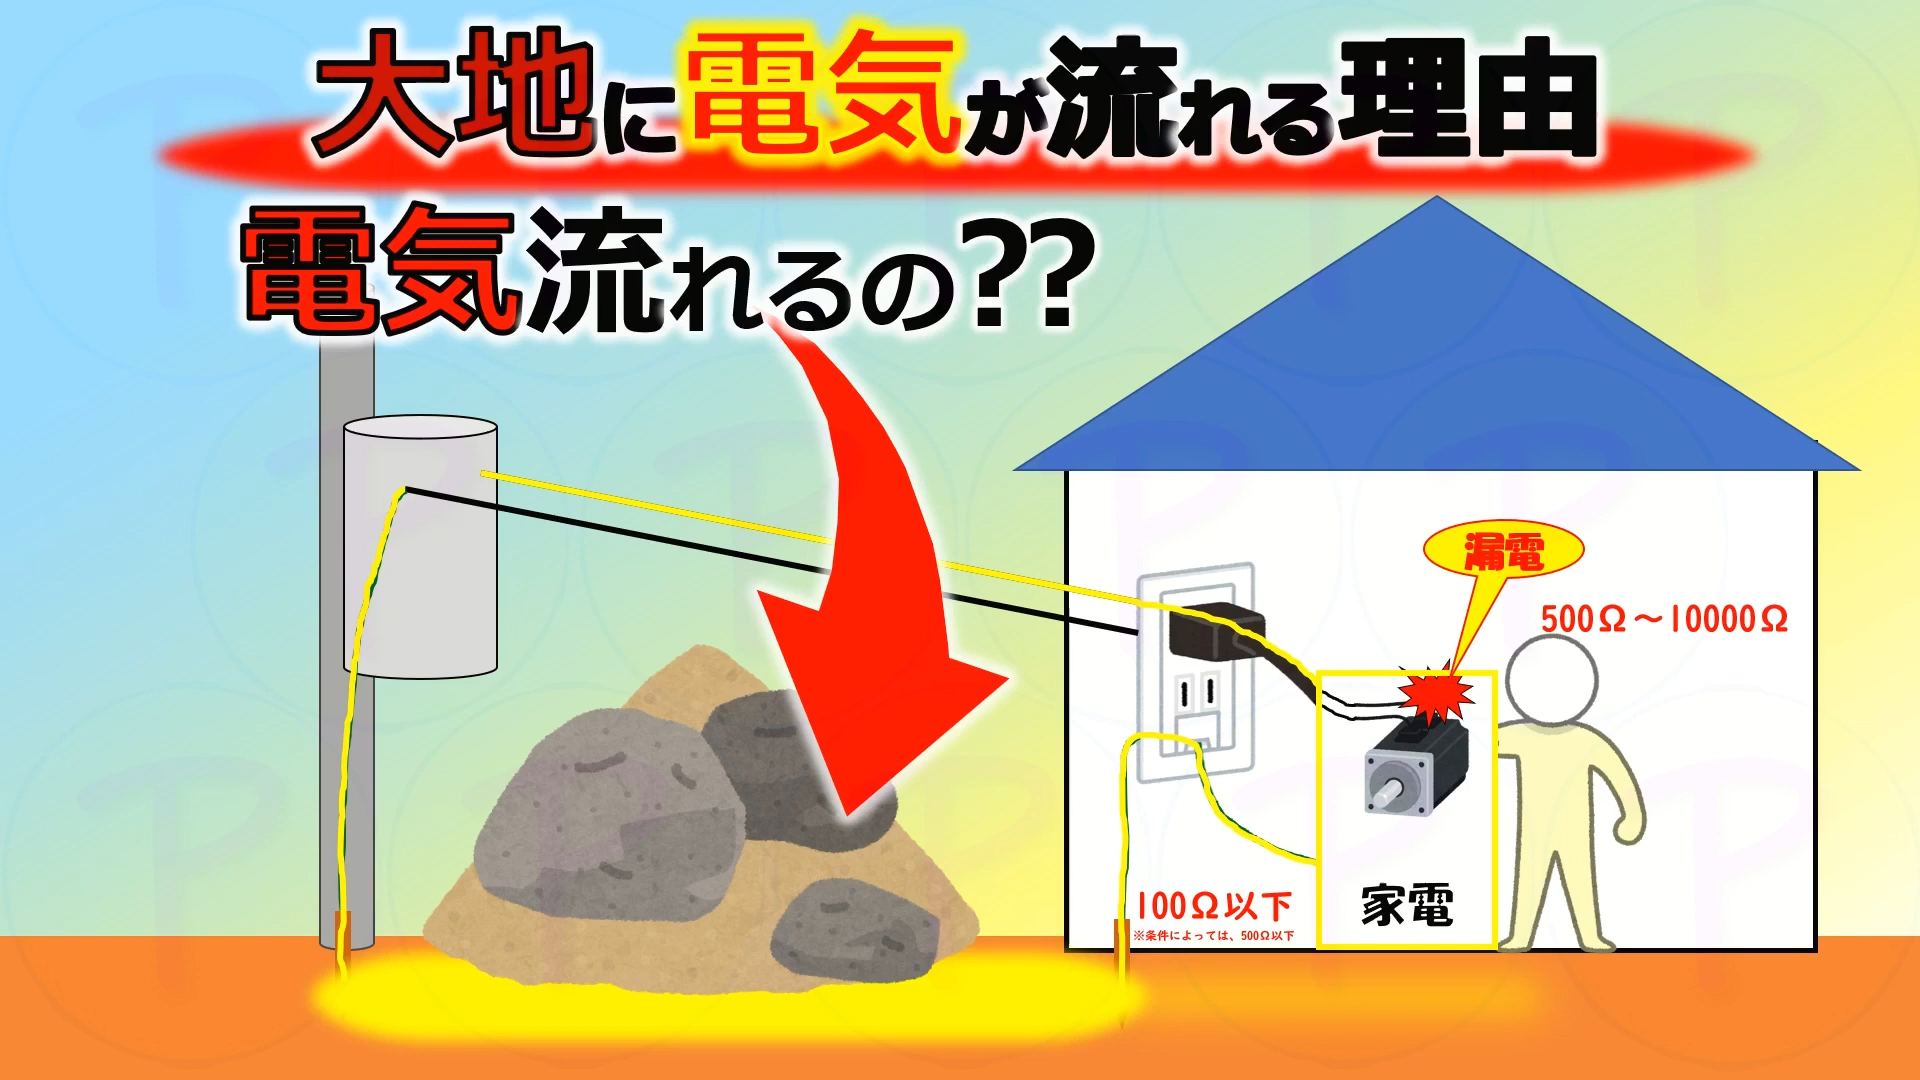 大地に電気が流れる理由
電気流れるの??
漏電
500Ω～10000Ω
100Ω以下
※条件によっては、500Ω以下
家電